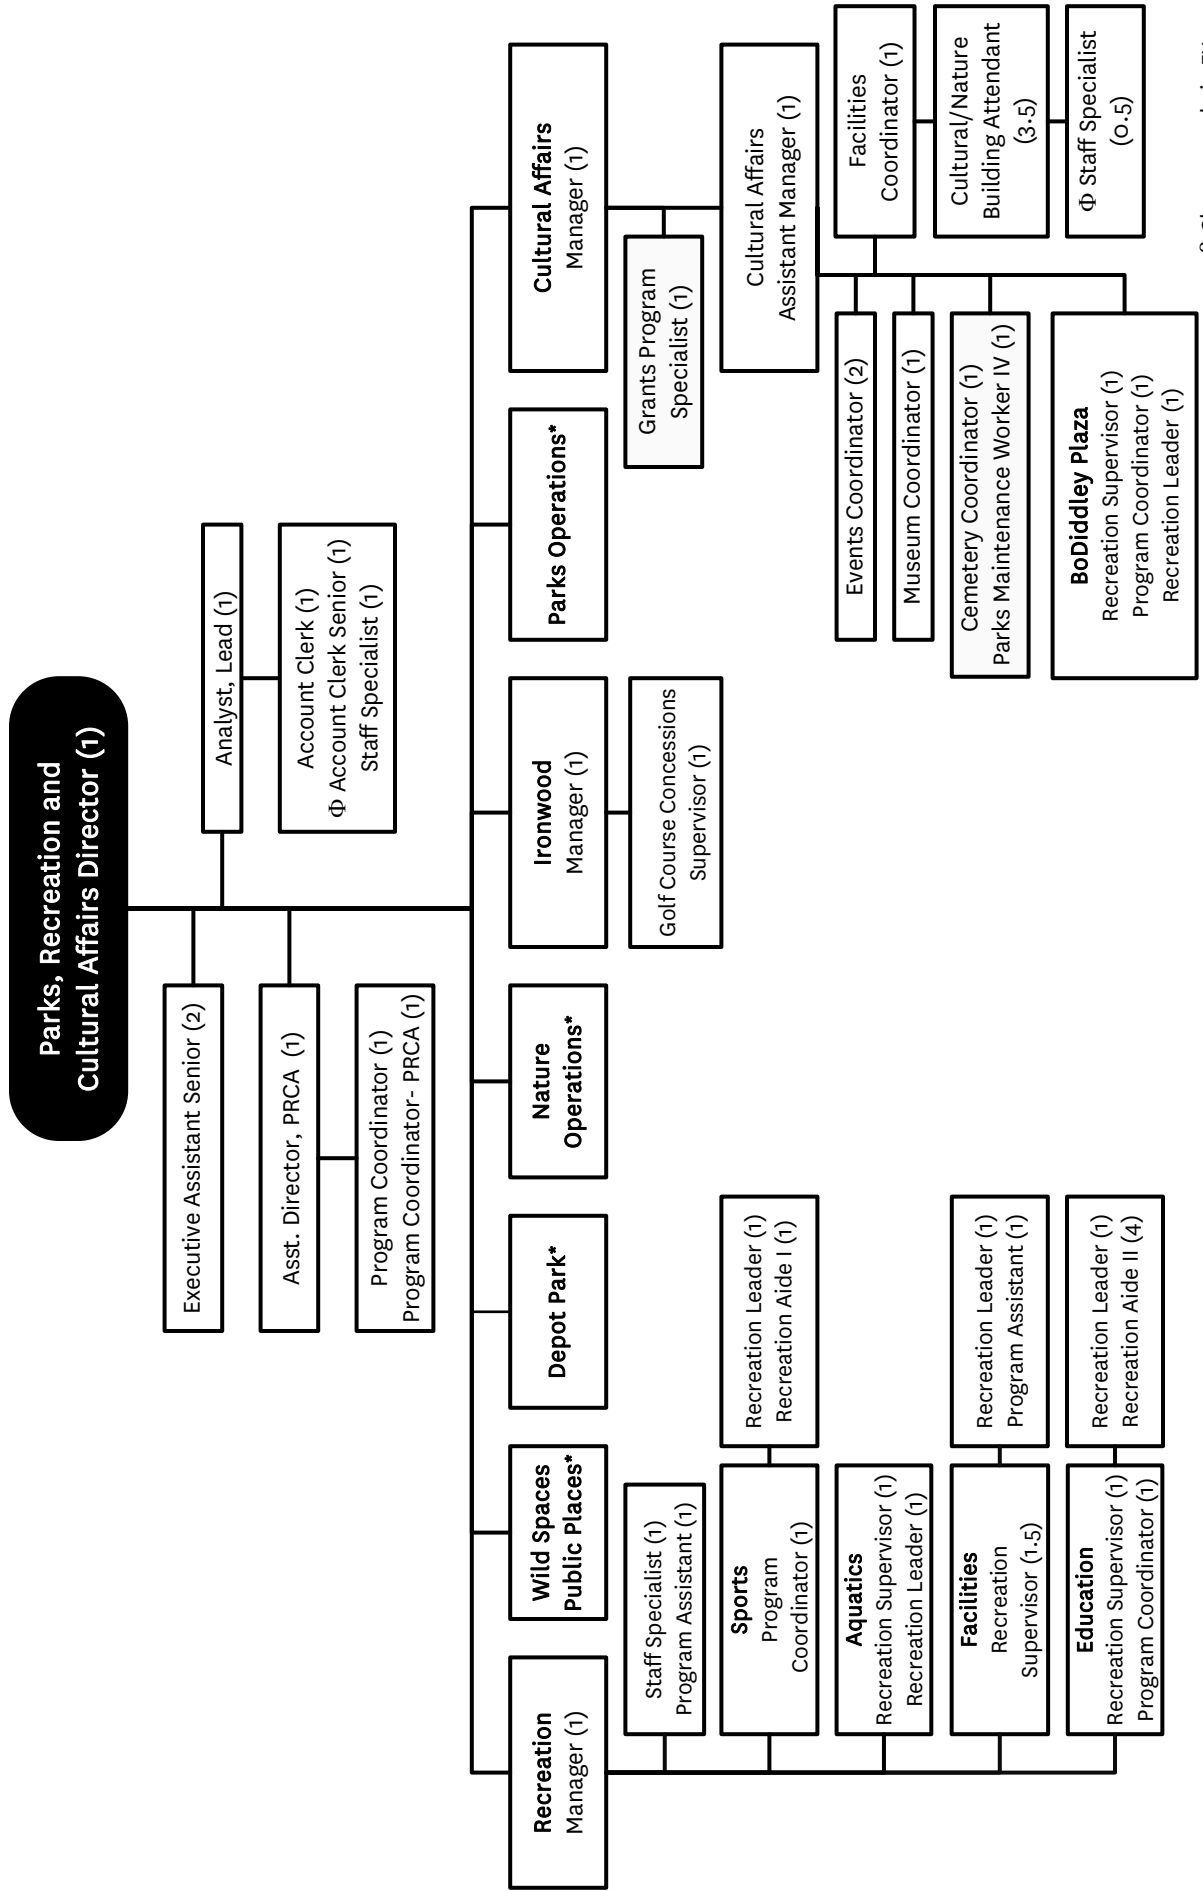 Parks, Recreation and
Cultural Affairs Director (1)
Executive Assistant Senior (2)
Analyst, Lead (1)
Asst. Director, PRCA (1)
Account Clerk (1)
Φ Account Clerk Senior (1)
Staff Specialist (1)
Program Coordinator (1)
Program Coordinator- PRCA (1)
Recreation
Manager (1)
Wild Spaces
Public Places*
Depot Park*
Nature
Operations*
Ironwood
Manager (1)
Parks Operations*
Cultural Affairs
Manager (1)
Staff Specialist (1)
Program Assistant (1)
Sports
Program
Coordinator (1)
Recreation Leader (1)
Recreation Aide I (1)
Aquatics
Recreation Supervisor (1)
Recreation Leader (1)
Facilities
Recreation
Supervisor (1.5)
Recreation Leader (1)
Program Assistant (1)
Education
Recreation Supervisor (1)
Program Coordinator (1)
Recreation Leader (1)
Recreation Aide II (4)
Golf Course Concessions
Supervisor (1)
Grants Program
Specialist (1)
Cultural Affairs
Assistant Manager (1)
Events Coordinator (2)
Museum Coordinator (1)
Cemetery Coordinator (1)
Parks Maintenance Worker IV (1)
BoDiddley Plaza
Recreation Supervisor (1)
Program Coordinator (1)
Recreation Leader (1)
Facilities
Coordinator (1)
Cultural/Nature
Building Attendant
(3.5)
Φ Staff Specialist
(0.5)